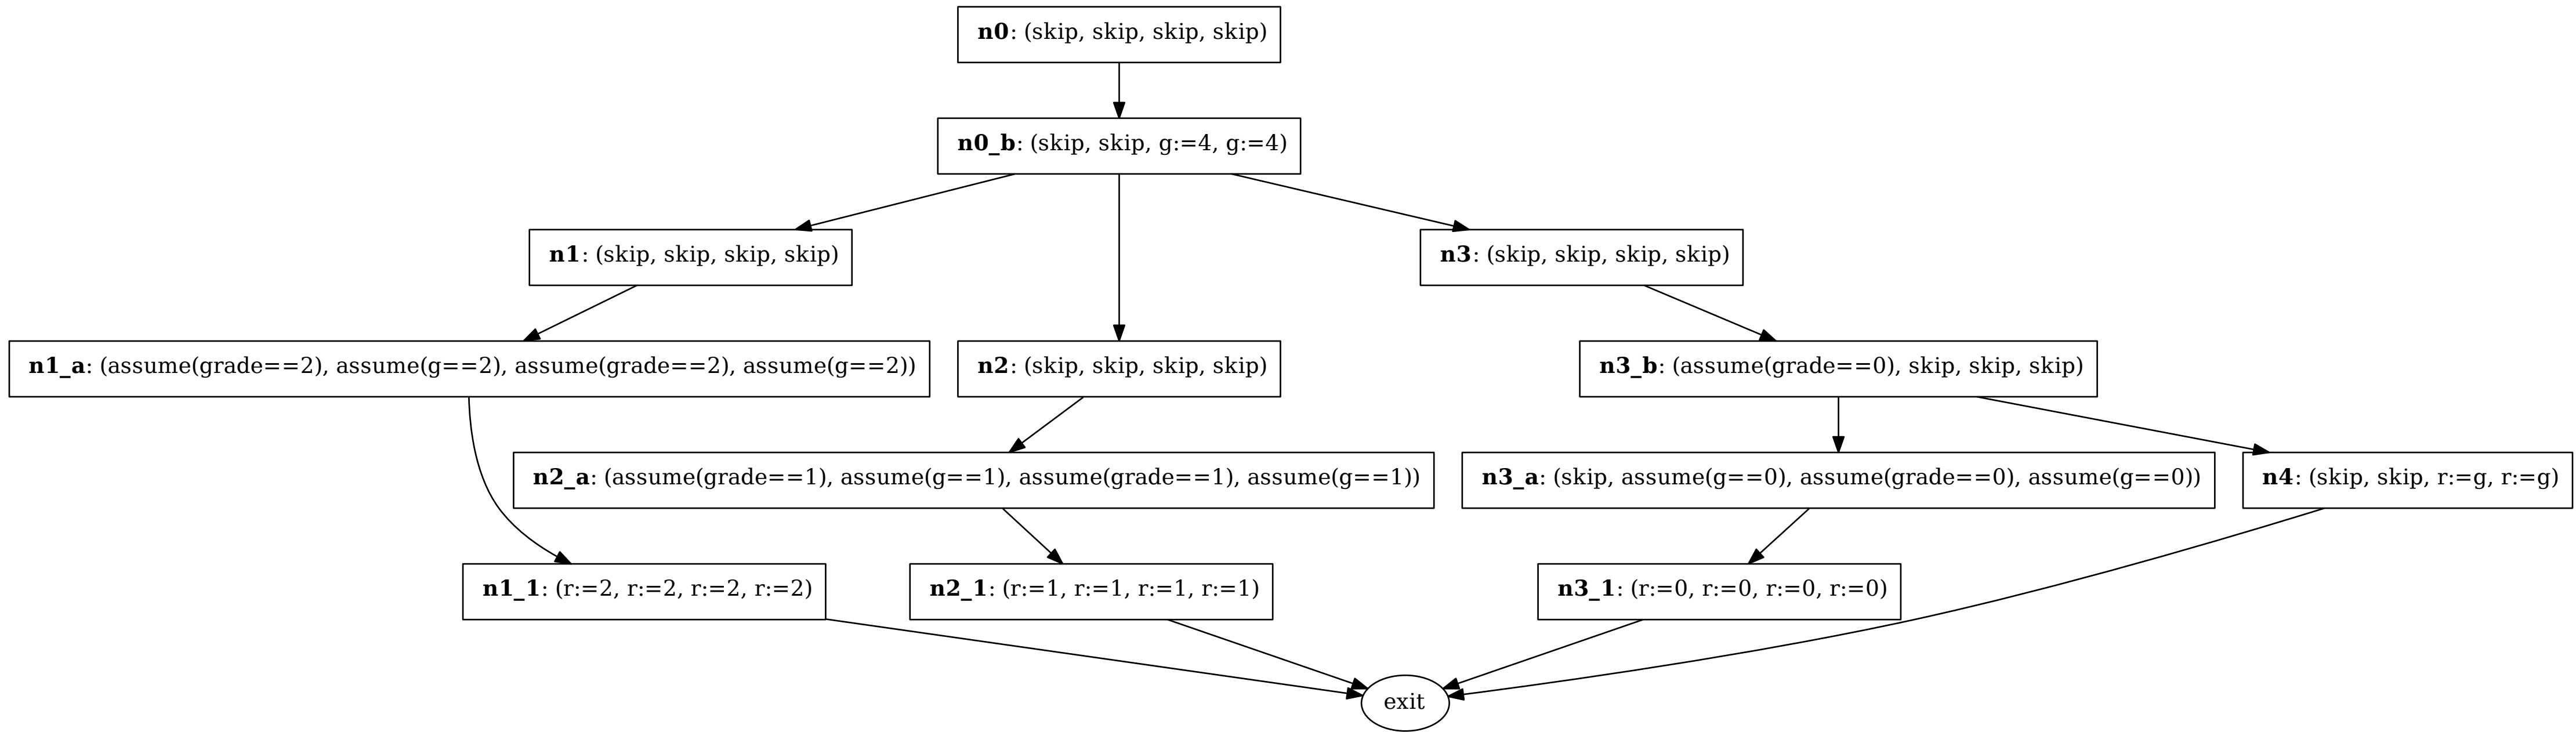 n0: (skip, skip, skip, skip)
n0_b: (skip, skip, g:=4, g:=4)
n1: (skip, skip, skip, skip)
n3: (skip, skip, skip, skip)
n1_a: (assume(grade==2), assume(g==2), assume(grade==2), assume(g==2))
n2: (skip, skip, skip, skip)
n3_b: (assume(grade==0), skip, skip, skip)
n2_a: (assume(grade==1), assume(g==1), assume(grade==1), assume(g==1))
n3_a: (skip, assume(g==0), assume(grade==0), assume(g==0))
n4: (skip, skip, r:=g, r:=g)
n1_1: (r:=2, r:=2, r:=2, r:=2)
n2_1: (r:=1, r:=1, r:=1, r:=1)
n3_1: (r:=0, r:=0, r:=0, r:=0)
exit